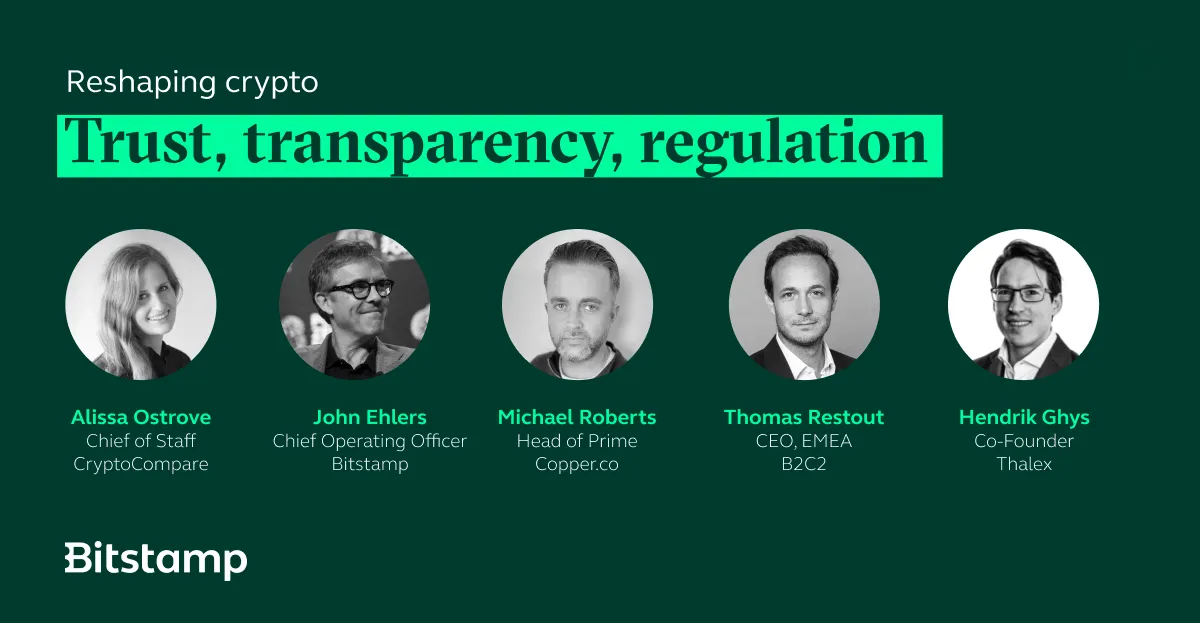 Reshaping crypto
Trust, transparency, regulation
Alissa Ostrove
Chief of Staff
CryptoCompare
John Ehlers
Chief Operating Officer
Bitstamp
Michael Roberts
Head of Prime
Copper.co
Thomas Restout
CEO, EMEA
B2C2
Hendrik Ghys
Co-Founder
Thalex
Bitstamp